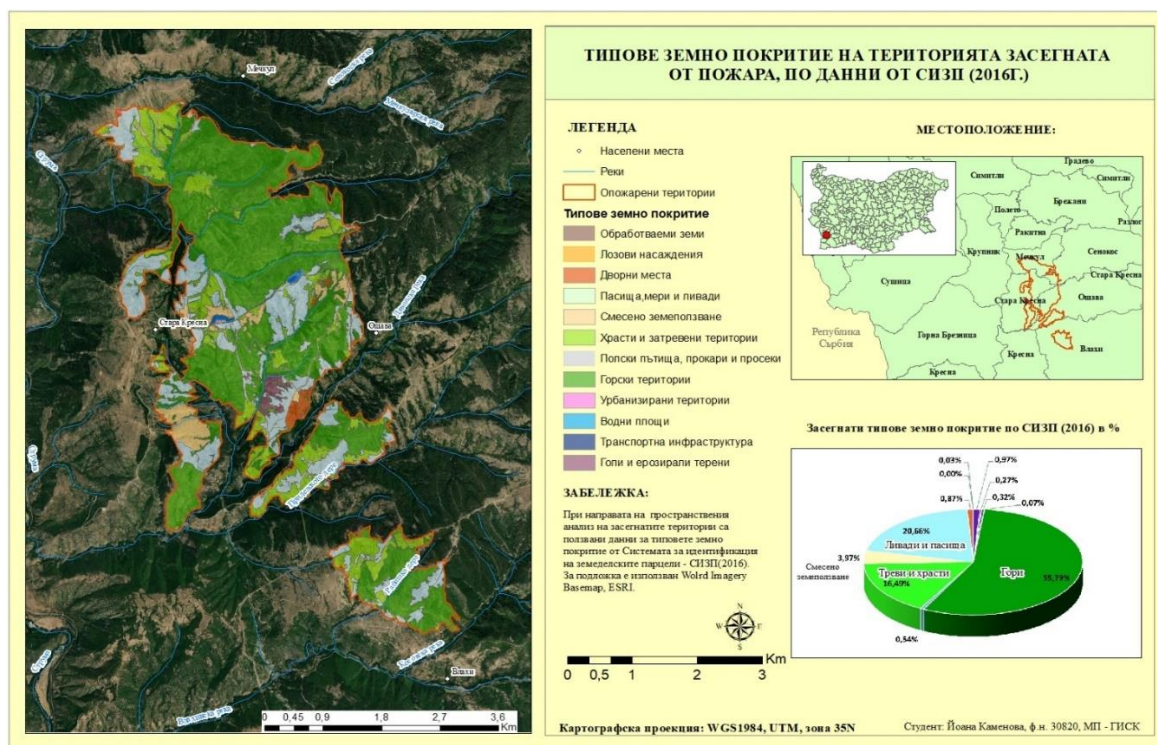 Мечкул
Струма
Стара Кресна
Ощава
Струма
Влахи
0 0,45 0,9 1,8 2,7 3,6
Km
ТИПОВЕ ЗЕМНО ПОКРИТИЕ НА ТЕРИТОРИЯТА ЗАСЕГНАТА
ОТ ПОЖАРА, ПО ДАННИ ОТ СИЗП (2016Г.)
ЛЕГЕНДА
Населени места
Реки
Опожарени територии
Типове земно покритие
Обработваеми земи
Лозови насаждения
Дворни места
Пасища,мери и ливади
Смесено земеползване
Храсти и затревени територии
Полски пътища, прокари и просеки
Горски територии
Урбанизирани територии
Водни площи
Транспортна инфраструктура
Голи и ерозирали терени
ЗАБЕЛЕЖКА:
При направата на пространствения
анализ на засегнатите територии са
ползвани данни за типовете земно
покритие от Системата за идентификация
на земеделските парцели - СИЗП(2016).
За подложка е използван Wolrd Imagery
Basemap, ESRI.
N
W E
S
Km
0 0,5 1 2 3
МЕСТОПОЛОЖЕНИЕ:
Градево
Симитли
Симитли
Полето
Брежани
Разлог
Ракитна
Крупник
Мечкул
Сенокос
Сушица
Стара Кресна
Стара Кресна
Ощава
Република
Сърбия
Горна Брезница
Влахи
Кресна
Кресна
Засегнати типове земно покритие по СИЗП (2016) в %
0,03%
0,97%
0,00%
0,27%
0,87%
0,32%
0,07%
20,66%
Ливади и пасища
3,97%
Смесено
земеползване
Треви и храсти
16,49%
Гори
55,79%
0,54%
Картографска проекция: WGS1984, UTM, зона 35N
Студент: Йоана Каменова, ф.н. 30820, МП - ГИСК